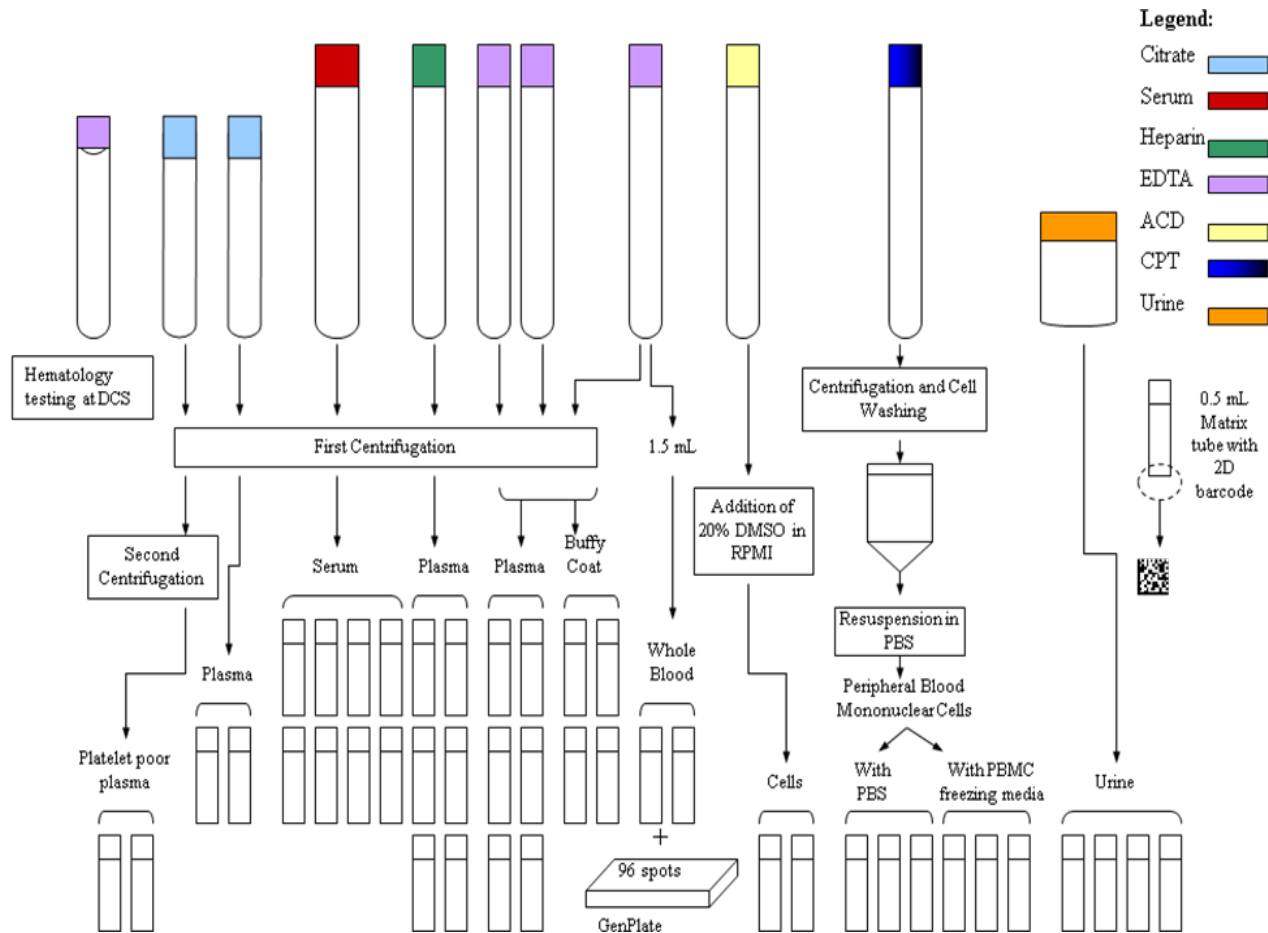 Legend:
Citrate
Serum
Heparin
EDTA
ACD
CPT
Urine
Hematology
testing at DCS
First Centrifugation
1.5 mL
Centrifugation and Cell
Washing
0.5 mL
Matrix
tube with
2D
barcode
Second
Centrifugation
Addition of
20% DMSO in
RPMI
Serum
Plasma
Plasma
Buffy
Coat
Resuspension in
PBS
Plasma
Whole
Blood
Peripheral Blood
Mononuclear Cells
Platelet poor
plasma
Cells
With
PBS
With PBMC
freezing media
Urine
+
96 spots
GenPlate